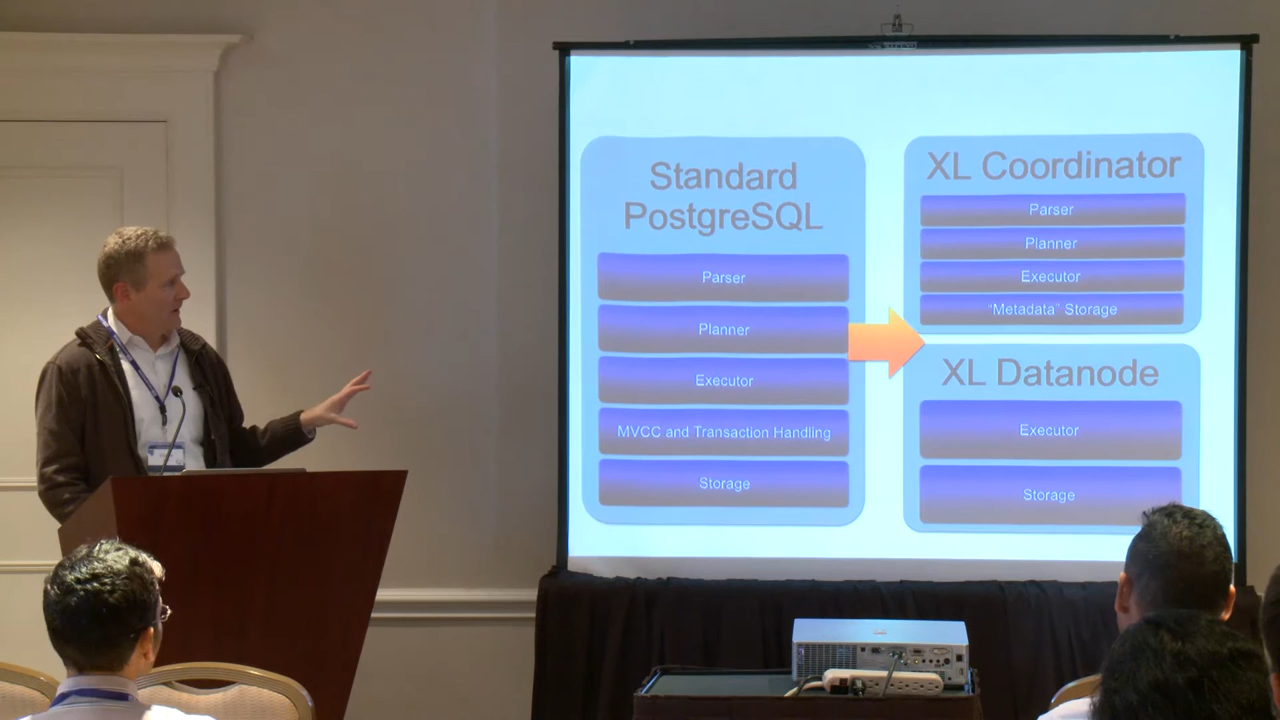 Standard
PostgreSQL
Parser
Planner
Executor
MVCC and Transaction Handling
Storage
XL Coordinator
Parser
Planner
Executor
"Metadata" Storage
XL Datanode
Executor
Storage